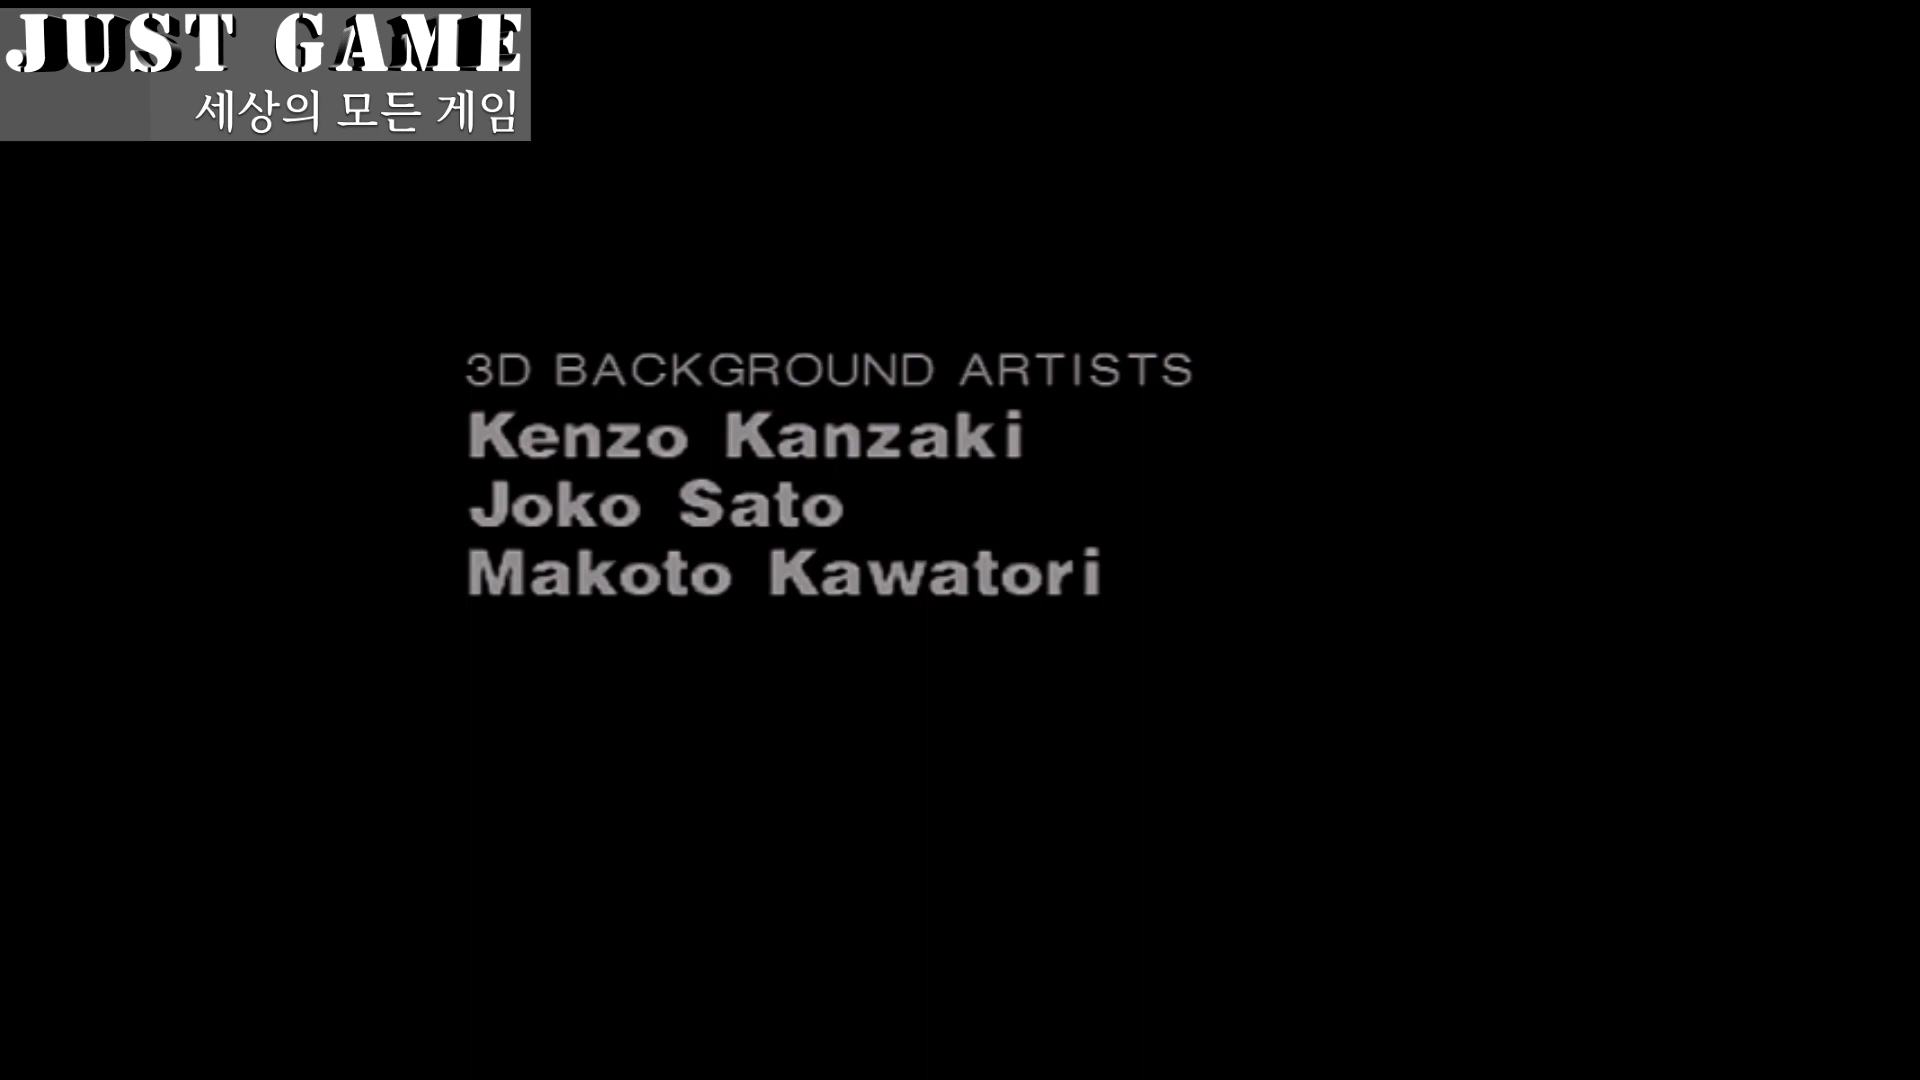 JUST GAME
세상의 모든 게임
3D BACKGROUND ARTISTS
Kenzo Kanzaki
Joko Sato
Makoto Kawatori